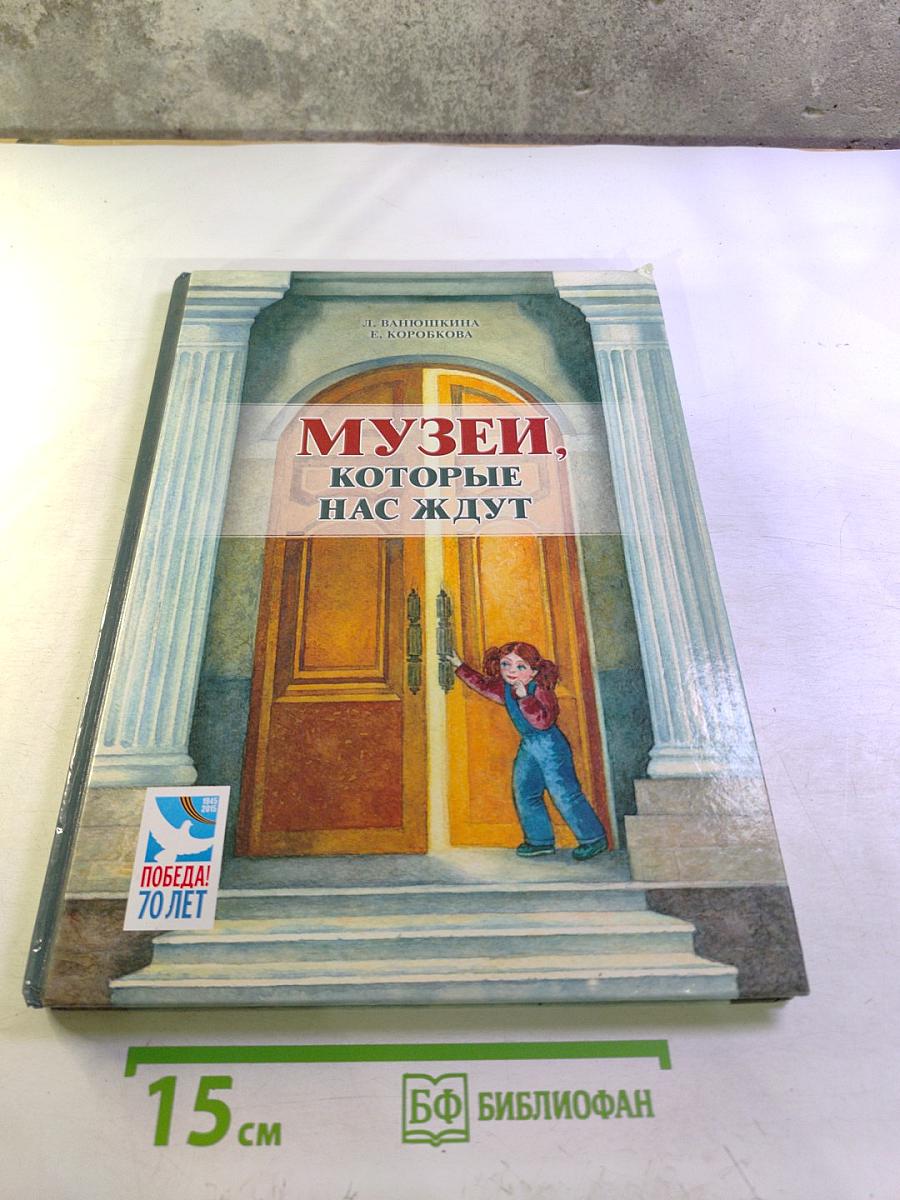 Л. ВАНЮШКИНА
Е. КОРОБКОВА
МУЗЕИ,
КОТОРЫЕ
НАС ЖДУТ
1945
2015
ПОБЕДА!
70 ЛЕТ
15 см
БФ БИБЛИОФАН